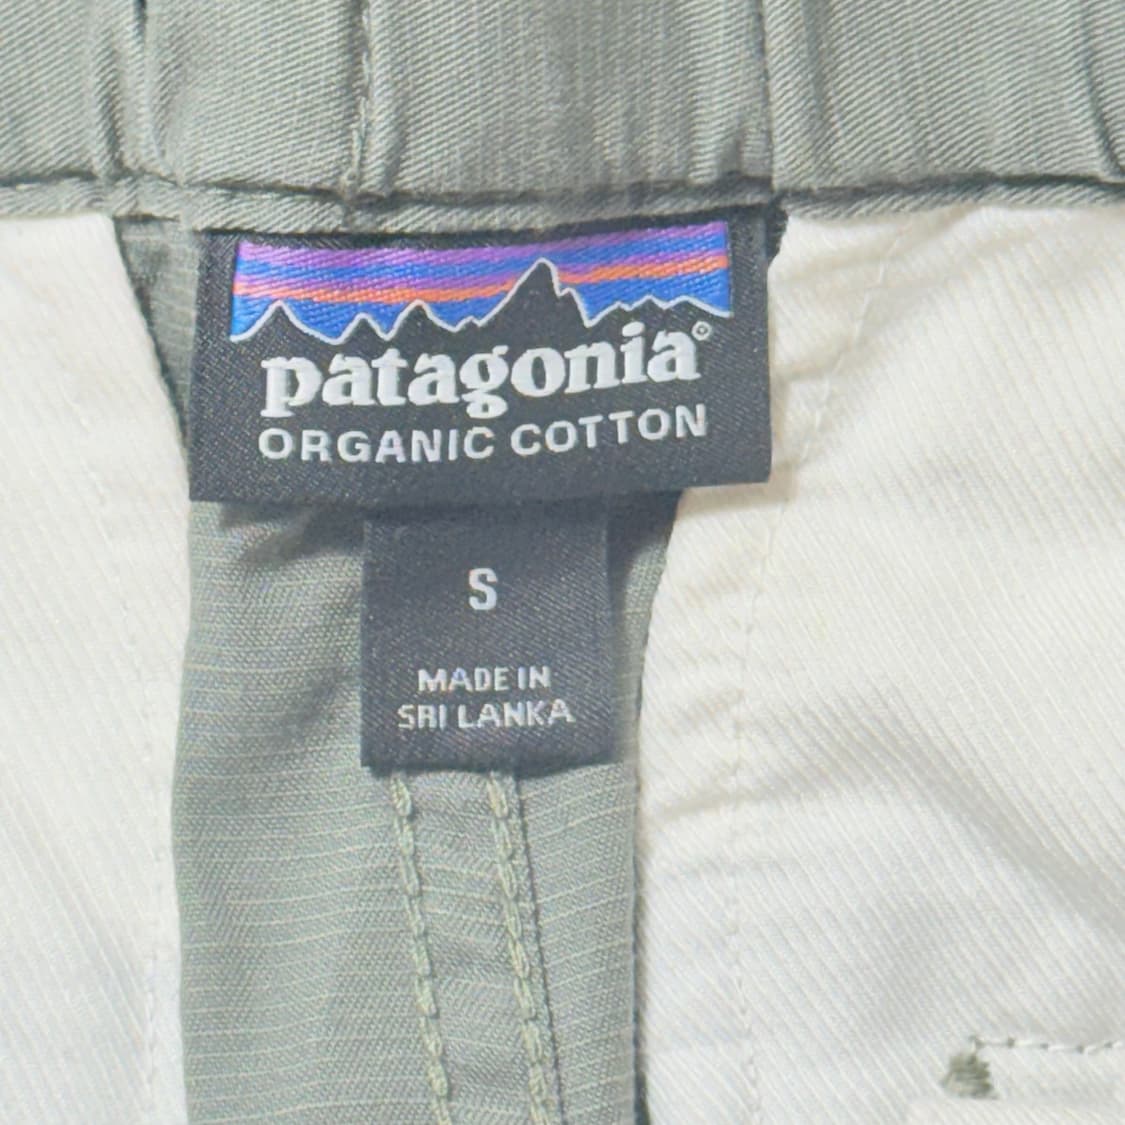 patagonia®
ORGANIC COTTON
S
MADE IN
SRI LANKA